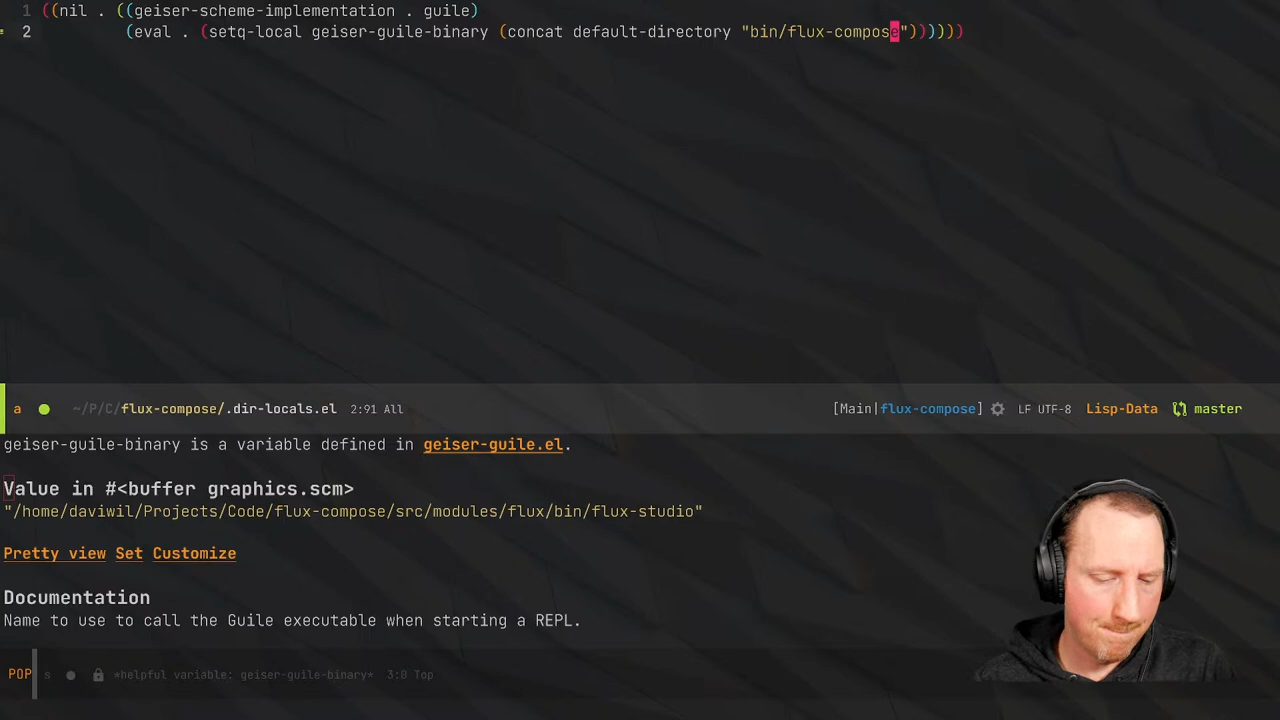 1 ((nil . ((geiser-scheme-implementation . guile)
2 (eval . (setq-local geiser-guile-binary (concat default-directory "bin/flux-compose"))))))
a ~/P/C/flux-compose/.dir-locals.el 2:91 All [Main|flux-compose] LF UTF-8 Lisp-Data master
geiser-guile-binary is a variable defined in geiser-guile.el.
Value in #<buffer graphics.scm>
"/home/daviwil/Projects/Code/flux-compose/src/modules/flux/bin/flux-studio"
Pretty view Set Customize
Documentation
Name to use to call the Guile executable when starting a REPL.
POP s *helpful variable: geiser-guile-binary* 3:0 Top